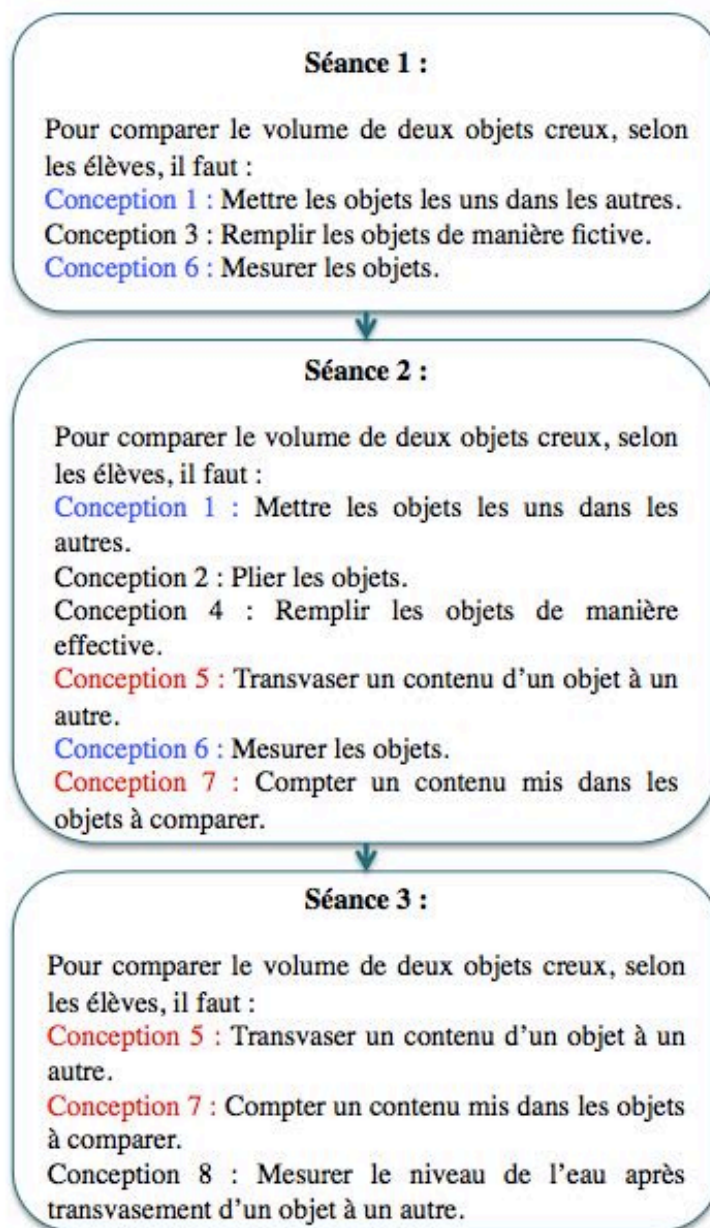 Séance 1 :
Pour comparer le volume de deux objets creux, selon
les élèves, il faut :
Conception 1 : Mettre les objets les uns dans les autres.
Conception 3 : Remplir les objets de manière fictive.
Conception 6 : Mesurer les objets.
Séance 2 :
Pour comparer le volume de deux objets creux, selon
les élèves, il faut :
Conception 1 : Mettre les objets les uns dans les
autres.
Conception 2 : Plier les objets.
Conception 4 : Remplir les objets de manière
effective.
Conception 5 : Transvaser un contenu d'un objet à un
autre.
Conception 6 : Mesurer les objets.
Conception 7 : Compter un contenu mis dans les
objets à comparer.
Séance 3 :
Pour comparer le volume de deux objets creux, selon
les élèves, il faut :
Conception 5 : Transvaser un contenu d'un objet à un
autre.
Conception 7 : Compter un contenu mis dans les objets
à comparer.
Conception 8 : Mesurer le niveau de l'eau après
transvasement d'un objet à un autre.